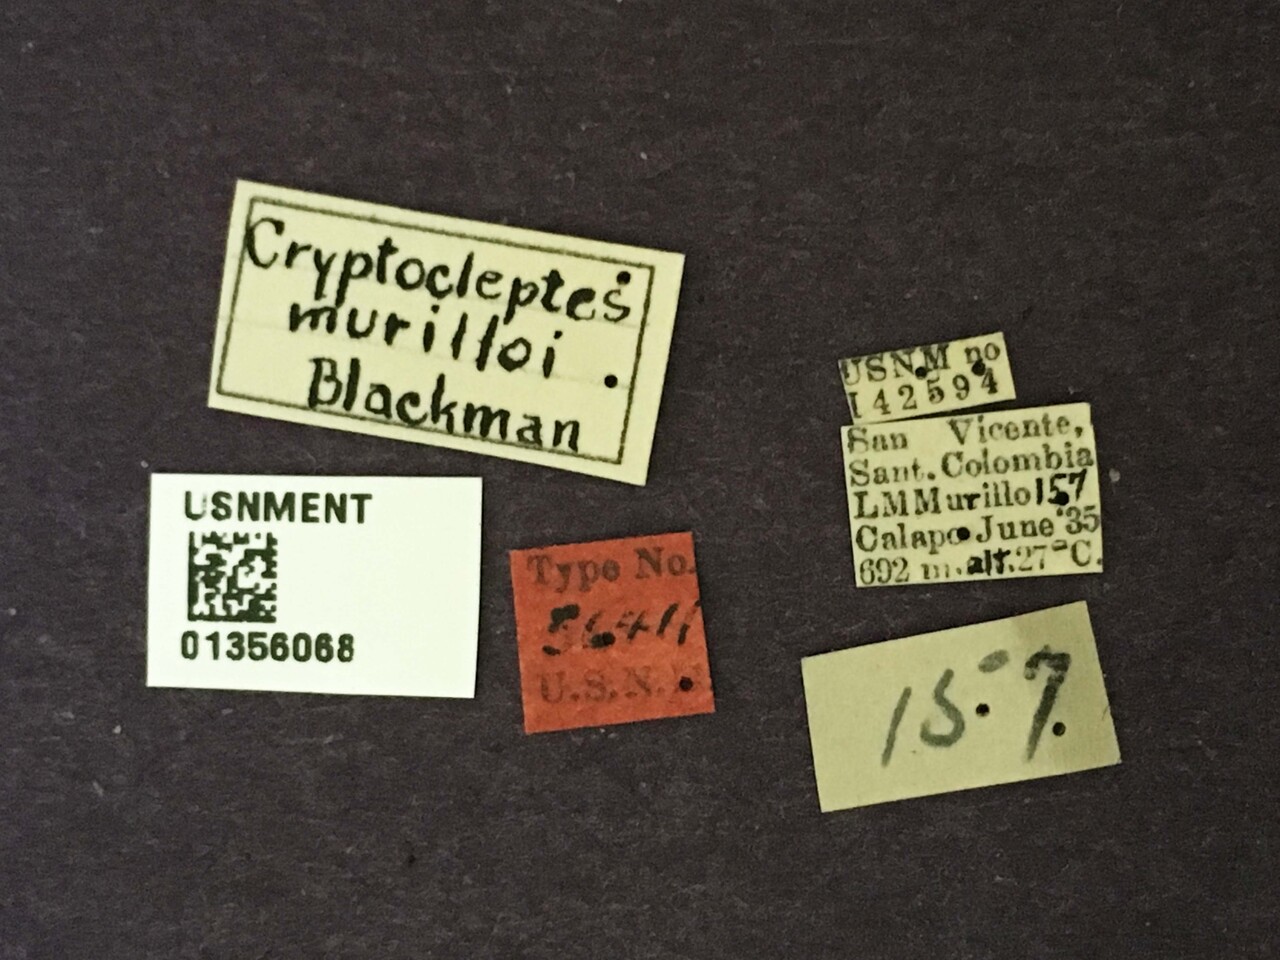 Cryptocleptes
murilloi
Blackman
USNM no
142594
San Vicente,
Sant. Colombia
LMMurillo 157
Calapo June '35
692 m. alt. 27° C.
USNMENT
01356068
Type No.
56411
U.S.N.M.
157